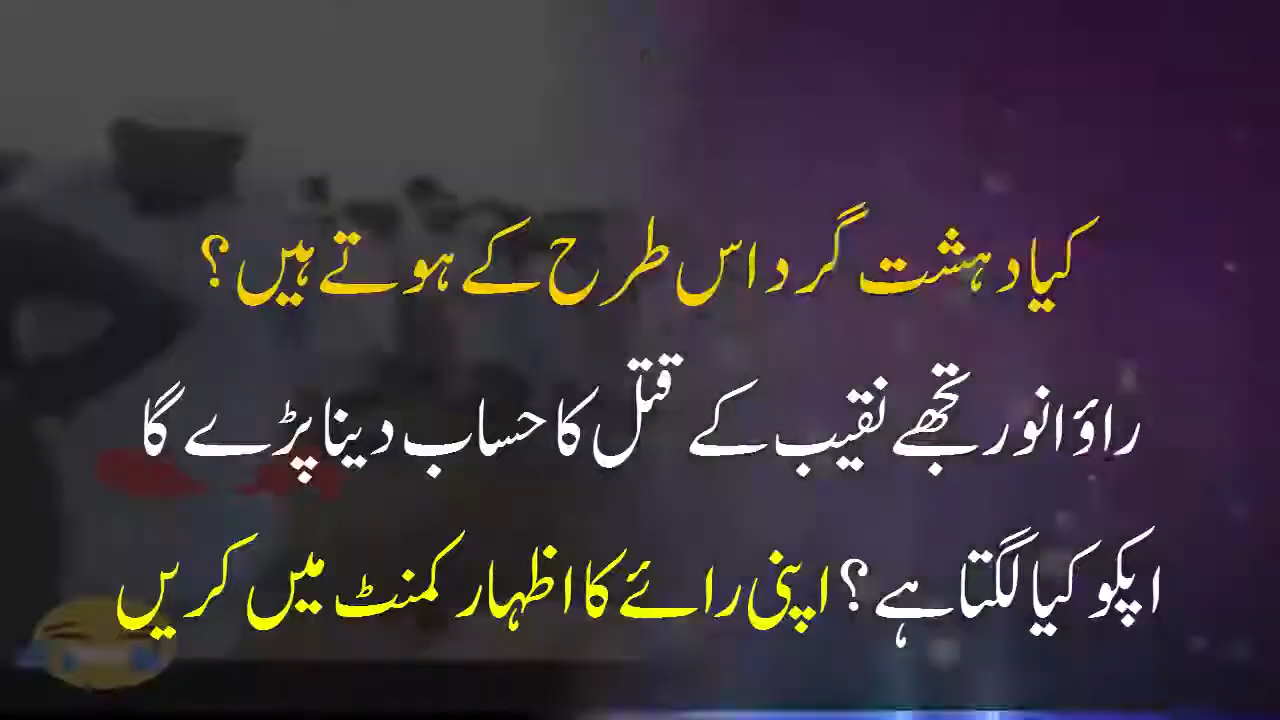 کیا دہشت گرد اس طرح کے ہوتے ہیں؟
راؤ انور تجھے نقیب کے قتل کا حساب دینا پڑے گا
اپکو کیا لگتا ہے؟ اپنی رائے کا اظہار کمنٹ میں کریں